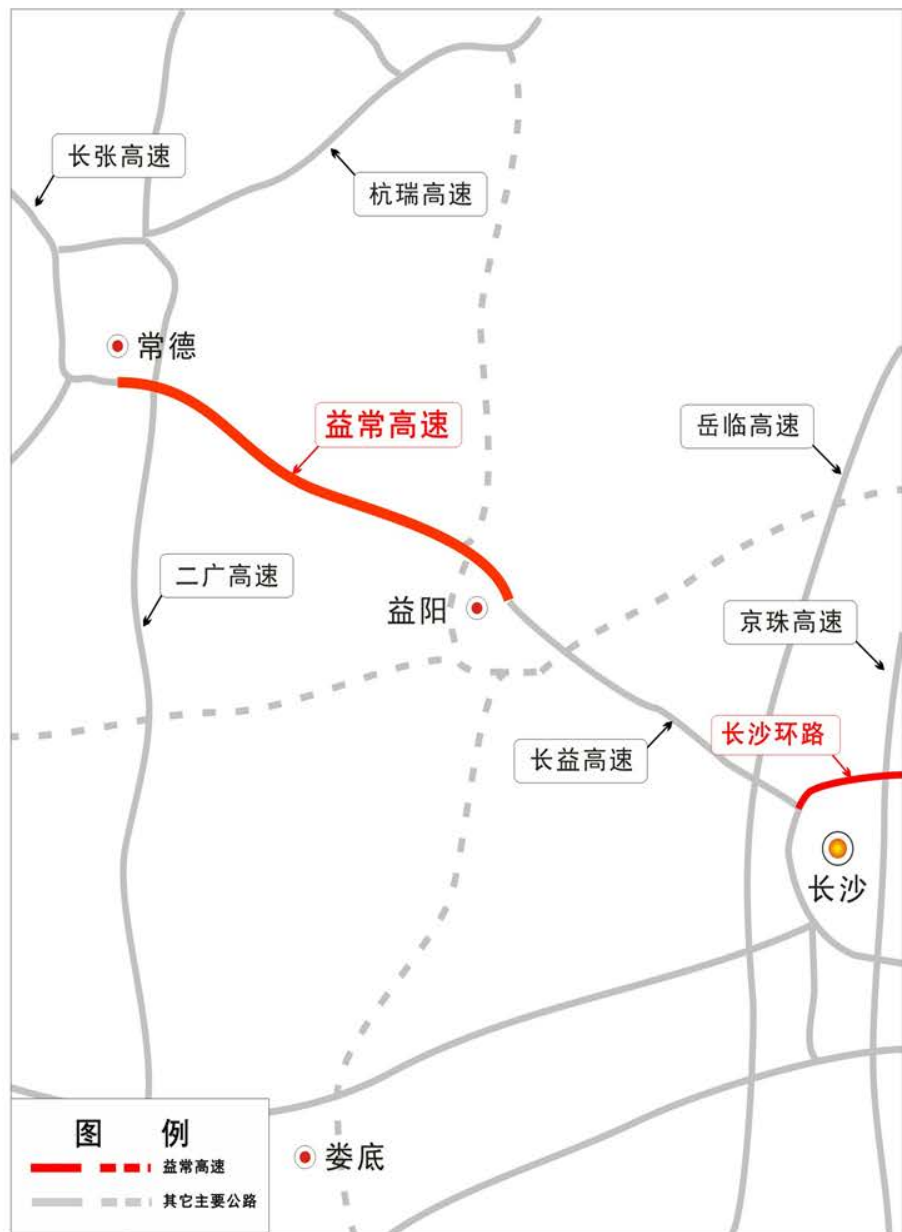 长张高速
杭瑞高速
常德
益常高速
岳临高速
二广高速
益阳
京珠高速
长沙环路
长益高速
长沙
图 例
益常高速
其它主要公路
娄底